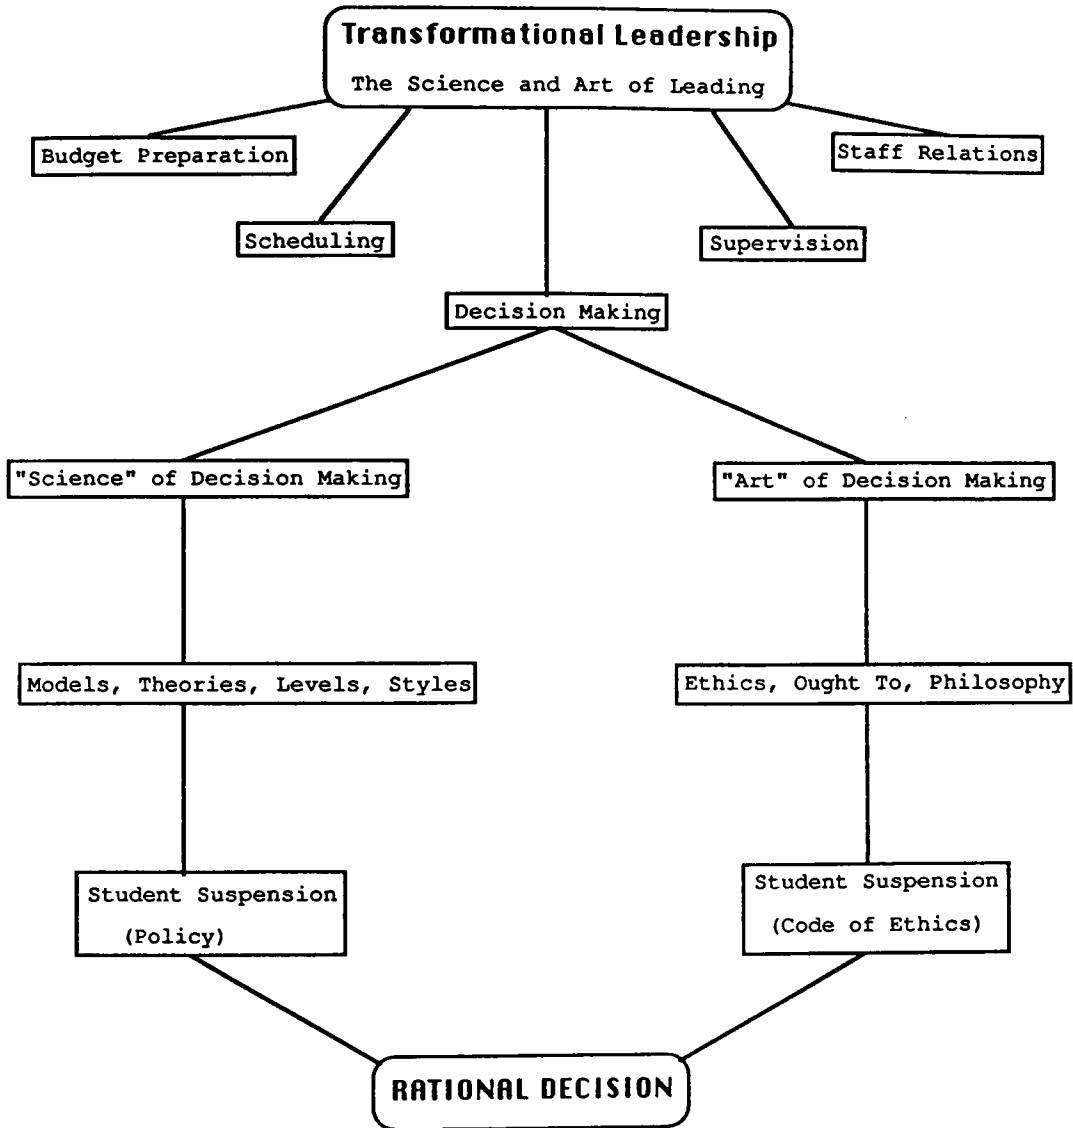 Transformational Leadership
The Science and Art of Leading
Budget Preparation
Staff Relations
Scheduling
Supervision
Decision Making
"Science" of Decision Making
"Art" of Decision Making
Models, Theories, Levels, Styles
Ethics, Ought To, Philosophy
Student Suspension
(Policy)
Student Suspension
(Code of Ethics)
RATIONAL DECISION